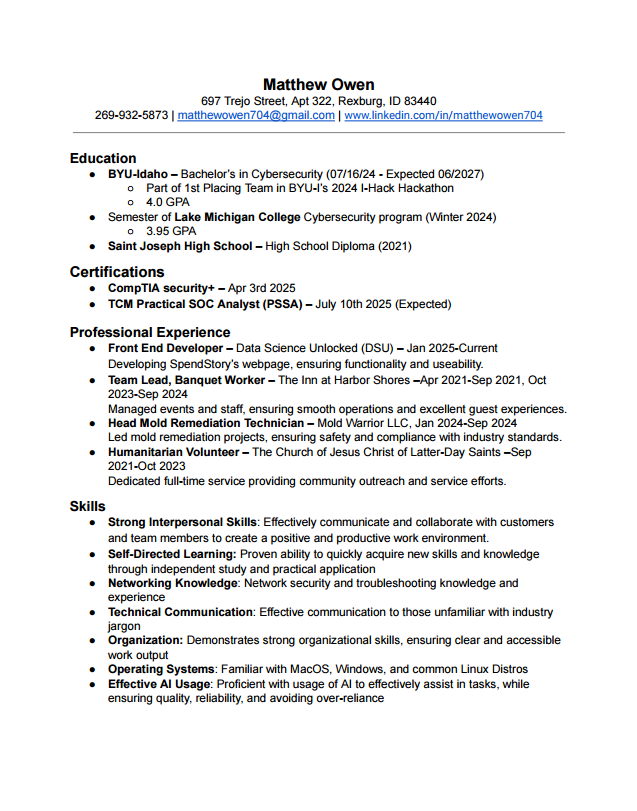 Matthew Owen
697 Trejo Street, Apt 322, Rexburg, ID 83440
269-932-5873 | matthewowen704@gmail.com | www.linkedin.com/in/matthewowen704
Education
● BYU-Idaho – Bachelor's in Cybersecurity (07/16/24 - Expected 06/2027)
○ Part of 1st Placing Team in BYU-I's 2024 I-Hack Hackathon
○ 4.0 GPA
● Semester of Lake Michigan College Cybersecurity program (Winter 2024)
○ 3.95 GPA
● Saint Joseph High School – High School Diploma (2021)
Certifications
● CompTIA security+ – Apr 3rd 2025
● TCM Practical SOC Analyst (PSSA) – July 10th 2025 (Expected)
Professional Experience
● Front End Developer – Data Science Unlocked (DSU) – Jan 2025-Current
Developing SpendStory's webpage, ensuring functionality and useability.
● Team Lead, Banquet Worker – The Inn at Harbor Shores –Apr 2021-Sep 2021, Oct
2023-Sep 2024
Managed events and staff, ensuring smooth operations and excellent guest experiences.
● Head Mold Remediation Technician – Mold Warrior LLC, Jan 2024-Sep 2024
Led mold remediation projects, ensuring safety and compliance with industry standards.
● Humanitarian Volunteer – The Church of Jesus Christ of Latter-Day Saints –Sep
2021-Oct 2023
Dedicated full-time service providing community outreach and service efforts.
Skills
● Strong Interpersonal Skills: Effectively communicate and collaborate with customers
and team members to create a positive and productive work environment.
● Self-Directed Learning: Proven ability to quickly acquire new skills and knowledge
through independent study and practical application
● Networking Knowledge: Network security and troubleshooting knowledge and
experience
● Technical Communication: Effective communication to those unfamiliar with industry
jargon
● Organization: Demonstrates strong organizational skills, ensuring clear and accessible
work output
● Operating Systems: Familiar with MacOS, Windows, and common Linux Distros
● Effective AI Usage: Proficient with usage of AI to effectively assist in tasks, while
ensuring quality, reliability, and avoiding over-reliance